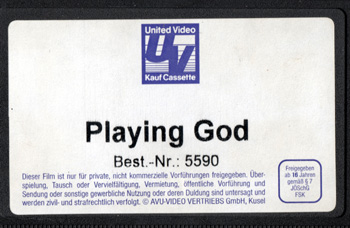 United Video
UV
Kauf Cassette
Playing God
Best.-Nr.: 5590
Dieser Film ist nur für private, nicht kommerzielle Vorführungen freigegeben. Über-
spielung, Tausch oder Vervielfältigung, Vermietung, öffentliche Vorführung und
Sendung oder sonstige gewerbliche Nutzung oder deren Duldung sind untersagt und
werden zivil- und strafrechtlich verfolgt. © AVU-VIDEO VERTRIEBS GmbH, Kusel
Freigegeben
ab 16 Jahren
gemäß § 7
JÖSchG
FSK